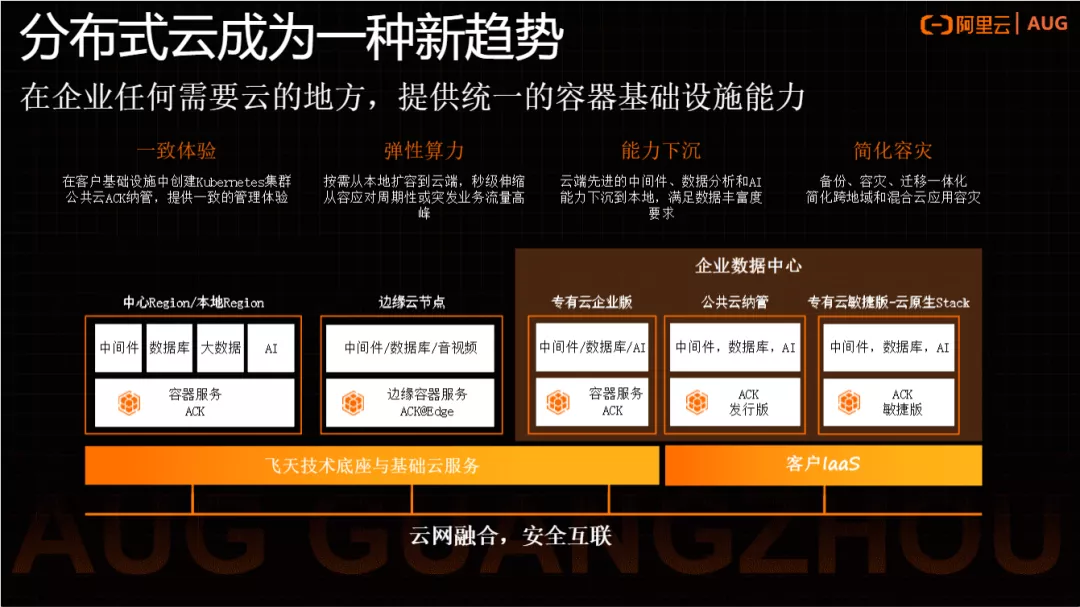 分布式云成为一种新趋势
阿里云 | AUG
在企业任何需要云的地方，提供统一的容器基础设施能力
一致体验
在客户基础设施中创建Kubernetes集群
公共云ACK纳管，提供一致的管理体验
弹性算力
按需从本地扩容到云端，秒级伸缩
从容应对周期性或突发业务流量高
峰
能力下沉
云端先进的中间件、数据分析和AI
能力下沉到本地，满足数据丰富度
要求
简化容灾
备份、容灾、迁移一体化
简化跨地域和混合云应用容灾
企业数据中心
中心Region/本地Region
中间件 数据库 大数据 AI
容器服务
ACK
边缘云节点
中间件/数据库/音视频
边缘容器服务
ACK@Edge
专有云企业版
中间件/数据库/AI
容器服务
ACK
公共云纳管
中间件，数据库，AI
ACK
发行版
专有云敏捷版-云原生Stack
中间件，数据库，AI
ACK
敏捷版
飞天技术底座与基础云服务
客户IaaS
云网融合，安全互联
AUG GUANGZHOU